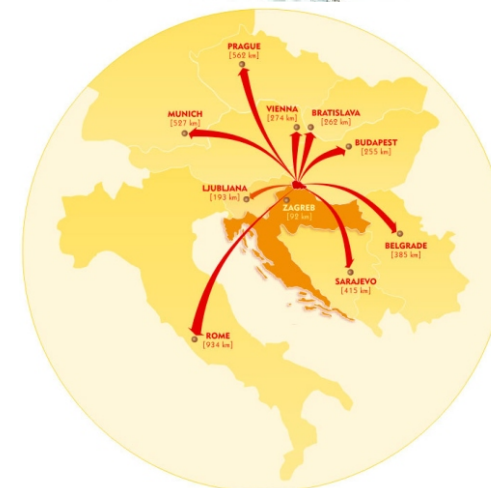 PRAGUE
[562 km]
MUNICH
[527 km]
VIENNA
[274 km]
BRATISLAVA
[262 km]
BUDAPEST
[255 km]
LJUBLJANA
[193 km]
ZAGREB
[92 km]
BELGRADE
[385 km]
SARAJEVO
[415 km]
ROME
[934 km]